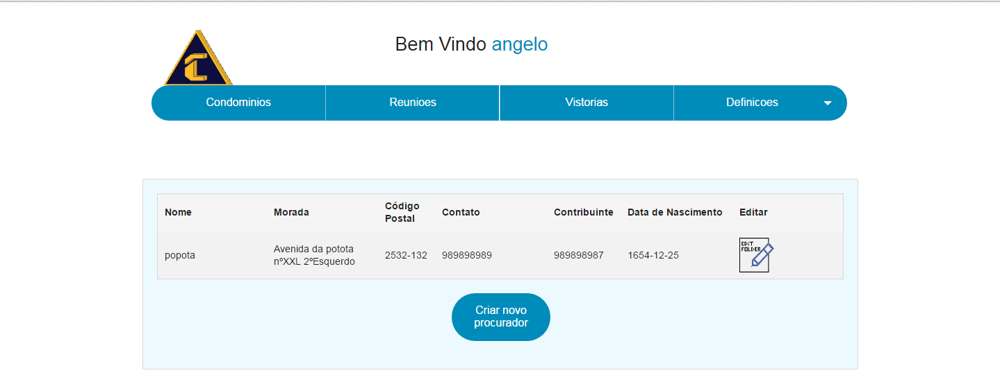 Bem Vindo angelo
Condominios Reunioes Vistorias Definicoes
Nome Morada Código Postal Contato Contribuinte Data de Nascimento Editar
popota Avenida da potota nºXXL 2ºEsquerdo 2532-132 989898989 989898987 1654-12-25 EDIT FOLDER
Criar novo
procurador